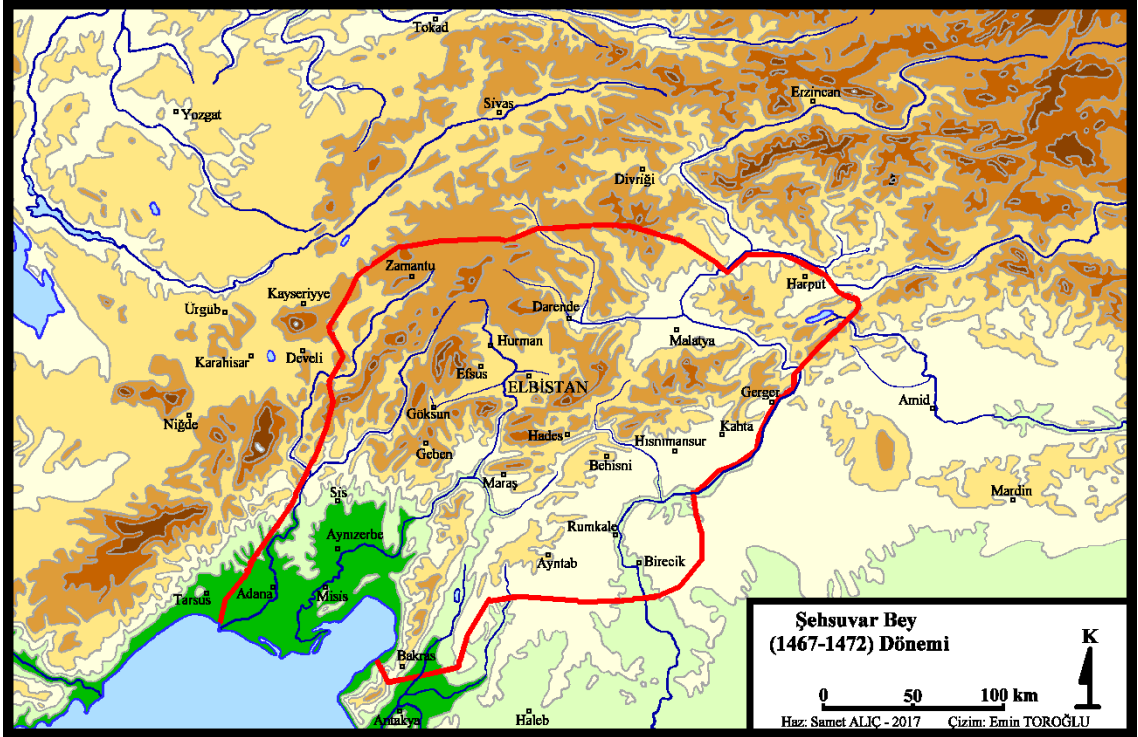 Tokad
Erzincan
Sivas
Yozgat
Divriği
Zamantu
Harput
Kayseriyye
Ürgüb
Darende
Malatya
Hurman
Karahisar
Develi
Efsus
ELBİSTAN
Gerger
Amid
Göksun
Niğde
Kahta
Hades
Hısnımansur
Geben
Behisni
Maraş
Mardin
Sis
Rumkale
Aynızerbe
Ayntab
Birecik
Tarsus
Adana
Misis
Bakras
Antakya
Haleb
Şehsuvar Bey
(1467-1472) Dönemi
K
0 50 100 km
Haz: Samet ALIÇ - 2017 Çizim: Emin TOROĞLU